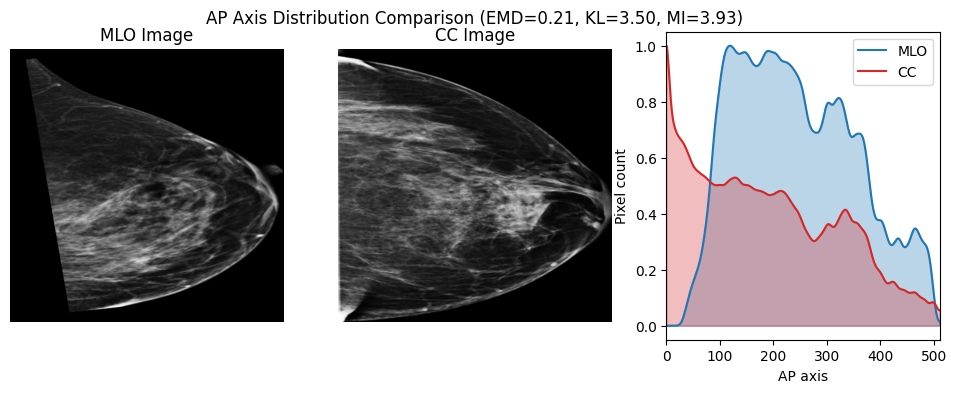 AP Axis Distribution Comparison (EMD=0.21, KL=3.50, MI=3.93)
MLO Image
CC Image
MLO
CC
Pixel count
1.0
0.8
0.6
0.4
0.2
0.0
0 100 200 300 400 500
AP axis